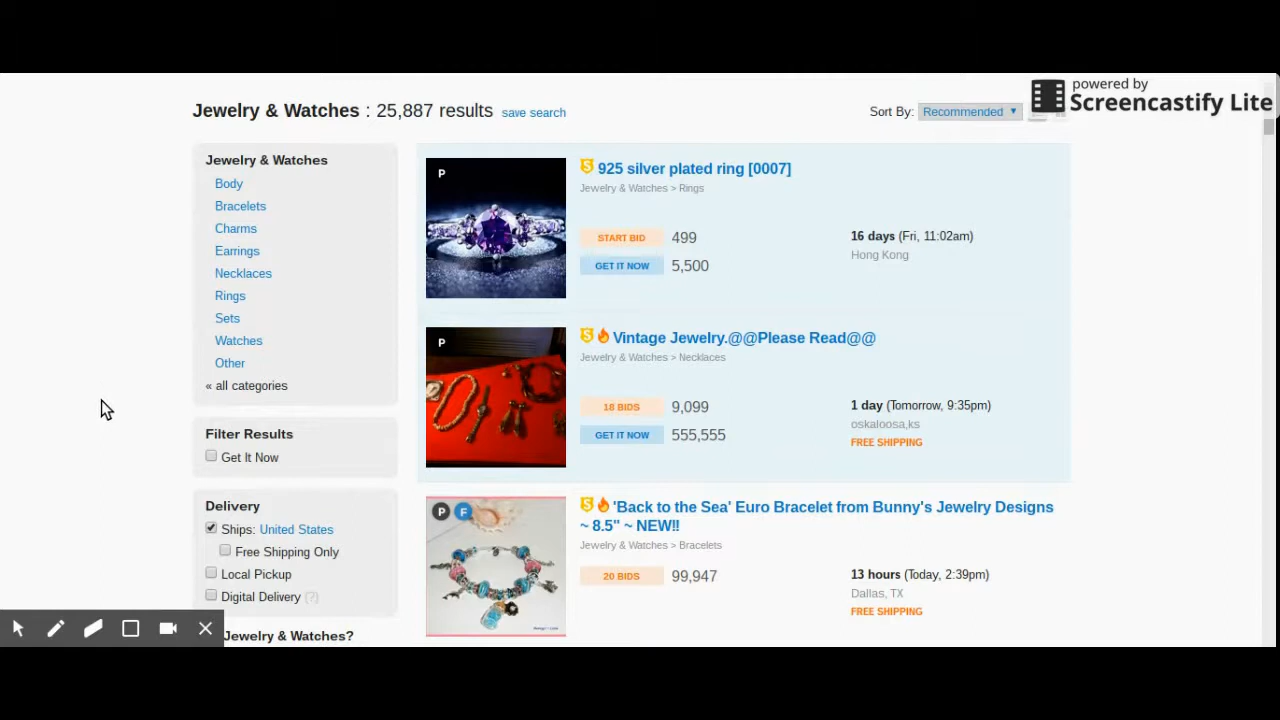 powered by
Screencastify Lite
Jewelry & Watches : 25,887 results save search
Sort By: Recommended
Jewelry & Watches
Body
Bracelets
Charms
Earrings
Necklaces
Rings
Sets
Watches
Other
« all categories
Filter Results
Get It Now
Delivery
Ships: United States
Free Shipping Only
Local Pickup
Digital Delivery (?)
Jewelry & Watches?
P
925 silver plated ring [0007]
Jewelry & Watches > Rings
START BID 499
16 days (Fri, 11:02am)
GET IT NOW 5,500
Hong Kong
P
Vintage Jewelry.@@Please Read@@
Jewelry & Watches > Necklaces
18 BIDS 9,099
1 day (Tomorrow, 9:35pm)
GET IT NOW 555,555
oskaloosa,ks
FREE SHIPPING
P F
'Back to the Sea' Euro Bracelet from Bunny's Jewelry Designs
~ 8.5" ~ NEW!!
Jewelry & Watches > Bracelets
20 BIDS 99,947
13 hours (Today, 2:39pm)
Dallas, TX
FREE SHIPPING